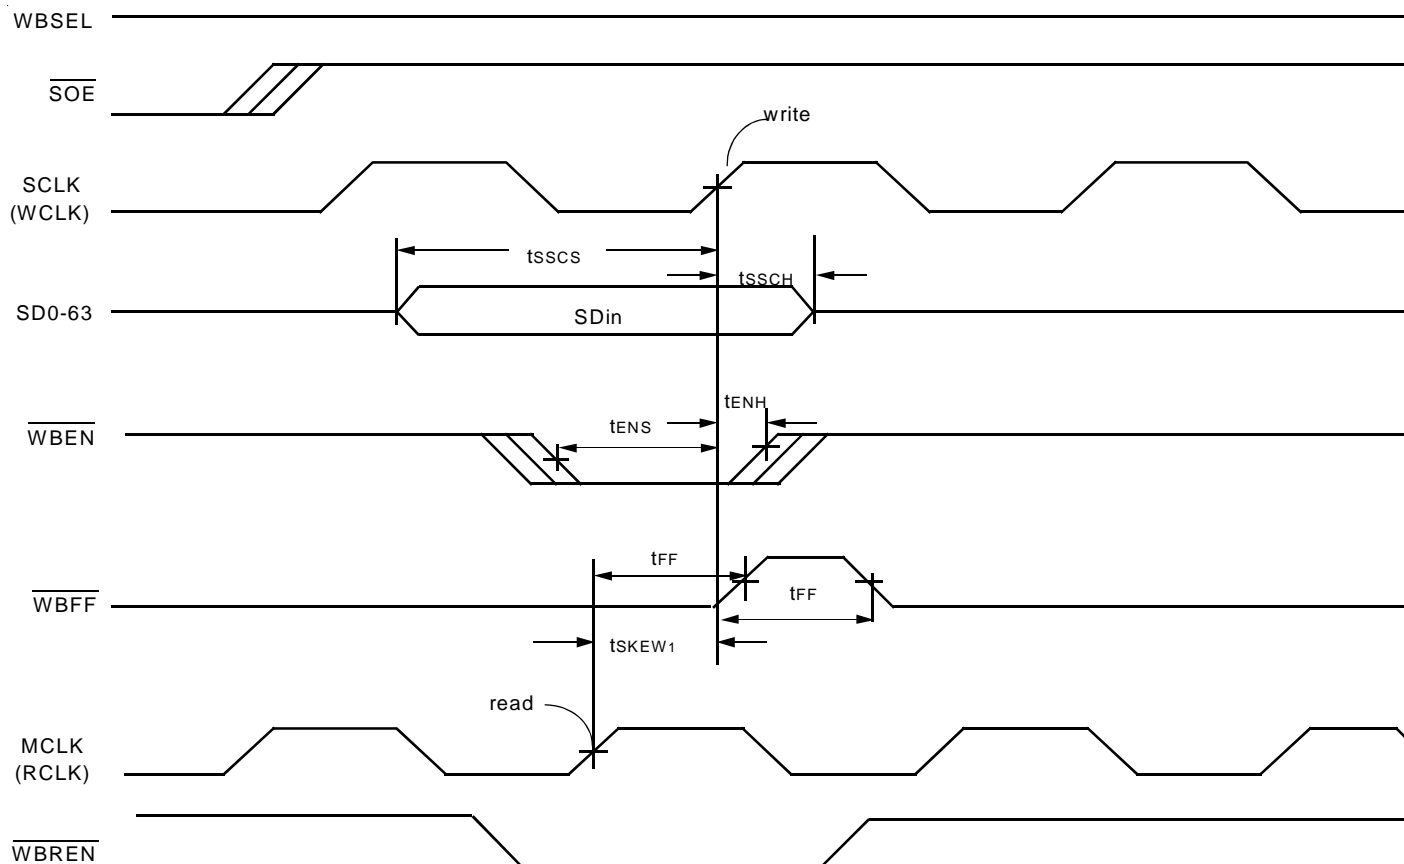 WBSEL
SOE
write
SCLK
(WCLK)
tSSCS
tSSCH
SD0-63
SDin
tENH
WBEN
tENS
tFF
WBFF
tFF
tSKEW1
read
MCLK
(RCLK)
WBREN